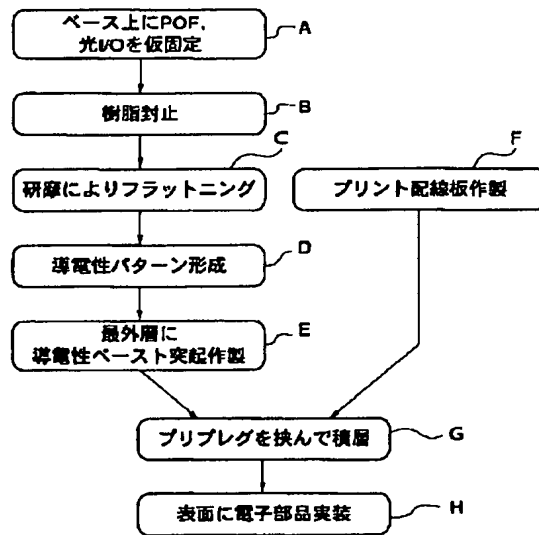 ベース上にPOF,
光I/Oを仮固定
A
樹脂封止
B
C
研磨によりフラットニング
F
プリント配線板作製
導電性パターン形成
D
最外層に
導電性ペースト突起作製
E
プリプレグを挟んで積層
G
表面に電子部品実装
H